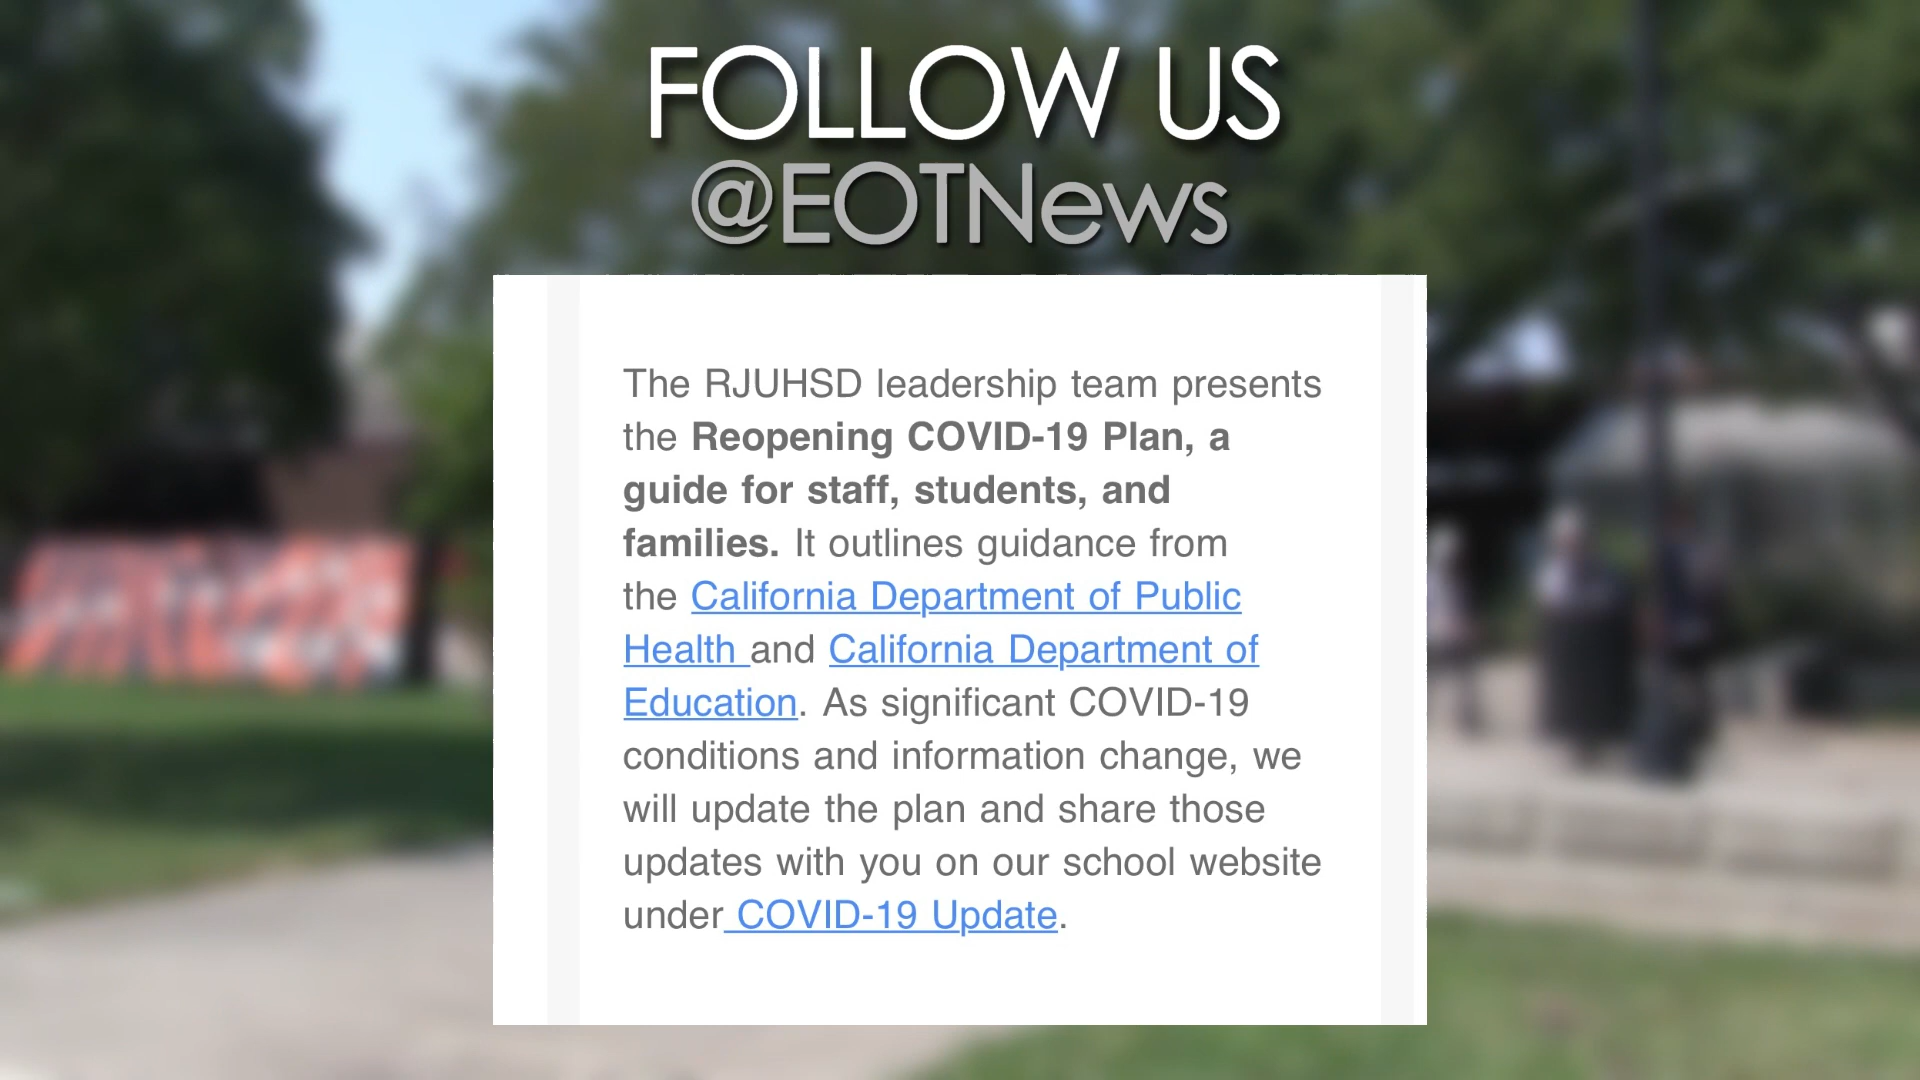 FOLLOW US
@EOTNews
The RJUHSD leadership team presents
the Reopening COVID-19 Plan, a
guide for staff, students, and
families. It outlines guidance from
the California Department of Public
Health and California Department of
Education. As significant COVID-19
conditions and information change, we
will update the plan and share those
updates with you on our school website
under COVID-19 Update.